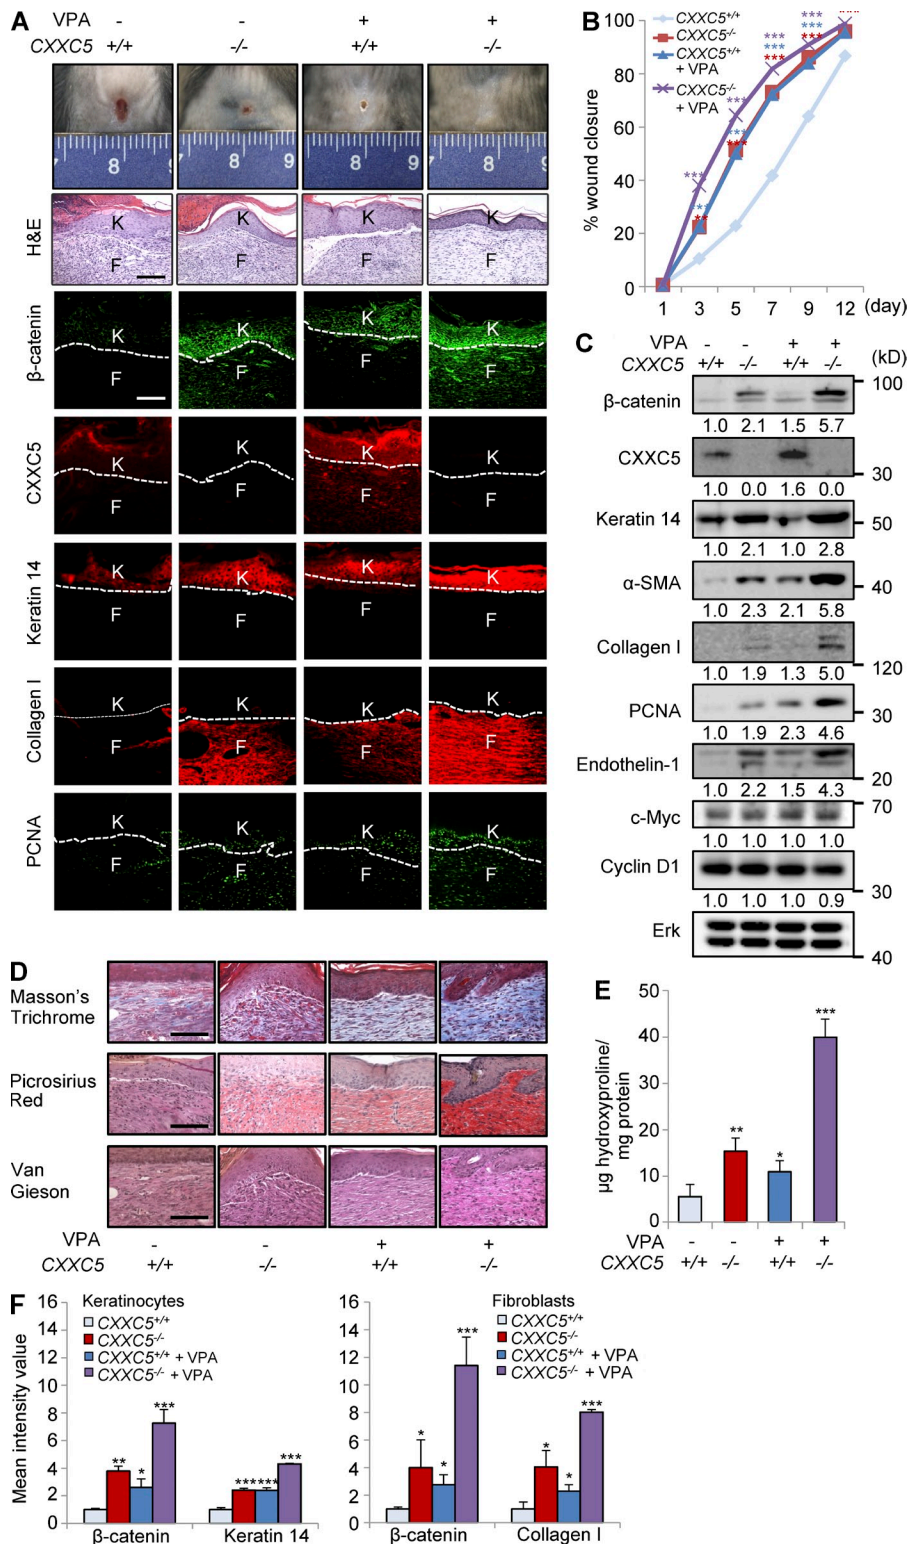 A
VPA - - + +
CXXC5 +/+ -/- +/+ -/-
7 8 8 9 8 9 8 9
H&E
K K K K
F F F F
β-catenin
K K K K
F F F F
CXXC5
K K K K
F F F F
Keratin 14
K K K K
F F F F
Collagen I
K K K K
F F F F
PCNA
K K K K
F F F F
B
% wound closure
100
80
60
40
20
0
1 3 5 7 9 12 (day)
CXXC5+/+
CXXC5-/-
CXXC5+/+
+ VPA
CXXC5-/-
+ VPA
***
***
***
***
***
***
***
***
***
***
***
***
**
***
C
VPA - - + +
CXXC5 +/+ -/- +/+ -/- (kD)
β-catenin 100
1.0 2.1 1.5 5.7
CXXC5 30
1.0 0.0 1.6 0.0
Keratin 14 50
1.0 2.1 1.0 2.8
α-SMA 40
1.0 2.3 2.1 5.8
Collagen I 120
1.0 1.9 1.3 5.0
PCNA 30
1.0 1.9 2.3 4.6
Endothelin-1 20
1.0 2.2 1.5 4.3
c-Myc 70
1.0 1.0 1.0 1.0
Cyclin D1 30
1.0 1.0 1.0 0.9
Erk 40
D
Masson's
Trichrome
Picrosirius
Red
Van
Gieson
VPA - - + +
CXXC5 +/+ -/- +/+ -/-
E
µg hydroxyproline/
mg protein
50
40
30
20
10
0
** * ***
VPA - - + +
CXXC5 +/+ -/- +/+ -/-
F
Mean intensity value
16
14
12
10
8
6
4
2
0
Keratinocytes
CXXC5+/+
CXXC5-/-
CXXC5+/+ + VPA
CXXC5-/- + VPA
** * *** *** *** ***
β-catenin Keratin 14
16
14
12
10
8
6
4
2
0
Fibroblasts
CXXC5+/+
CXXC5-/-
CXXC5+/+ + VPA
CXXC5-/- + VPA
* * *** * * ***
β-catenin Collagen I